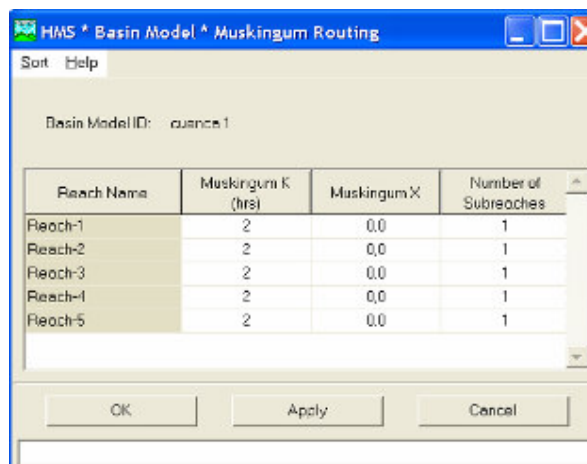 HMS * Basin Model * Muskingum Routing
Sort Help
Basin Model ID: cuenca 1
Reach Name Muskingum K (hrs) Muskingum X Number of Subreaches
Reach-1 2 0.0 1
Reach-2 2 0,0 1
Reach-3 2 0.0 1
Reach-4 2 0,0 1
Reach-5 2 0.0 1
OK Apply Cancel